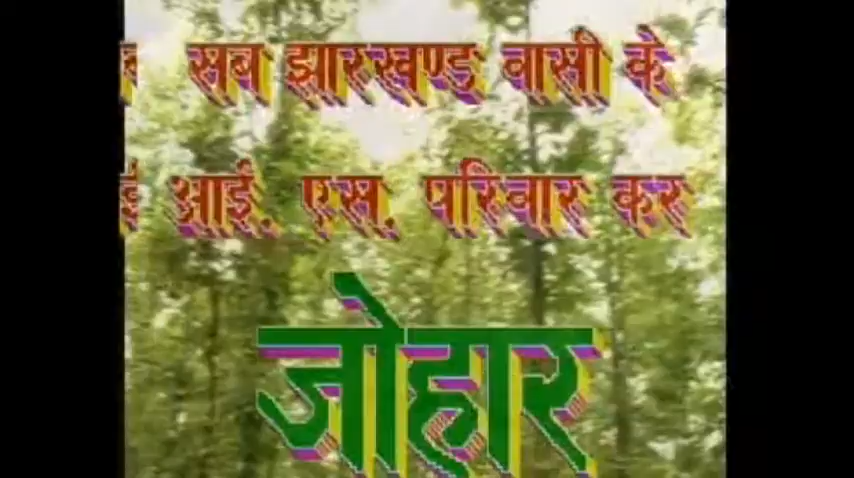 सब झारखण्ड वासी के
आई. एस. परिवार कर
जोहार